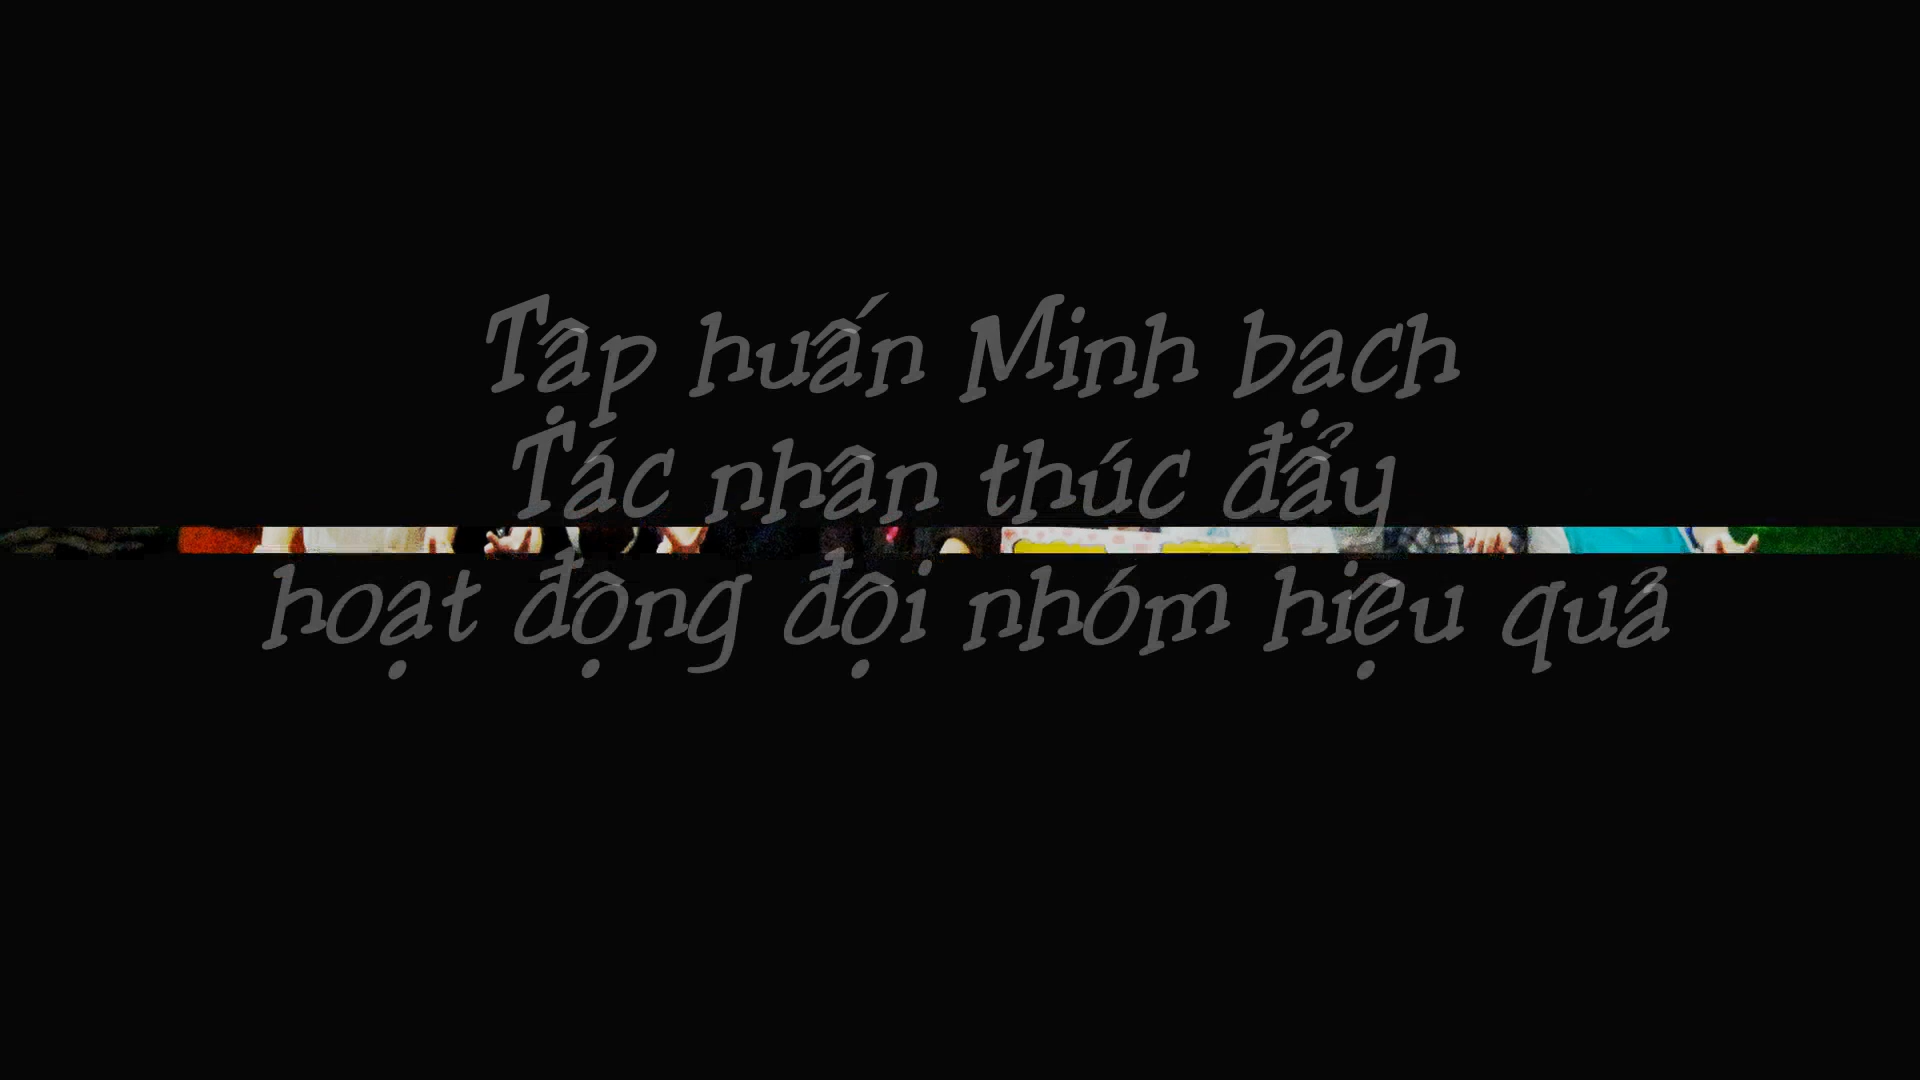 Tập huấn Minh bạch
Tác nhân thúc đẩy
hoạt động đội nhóm hiệu quả